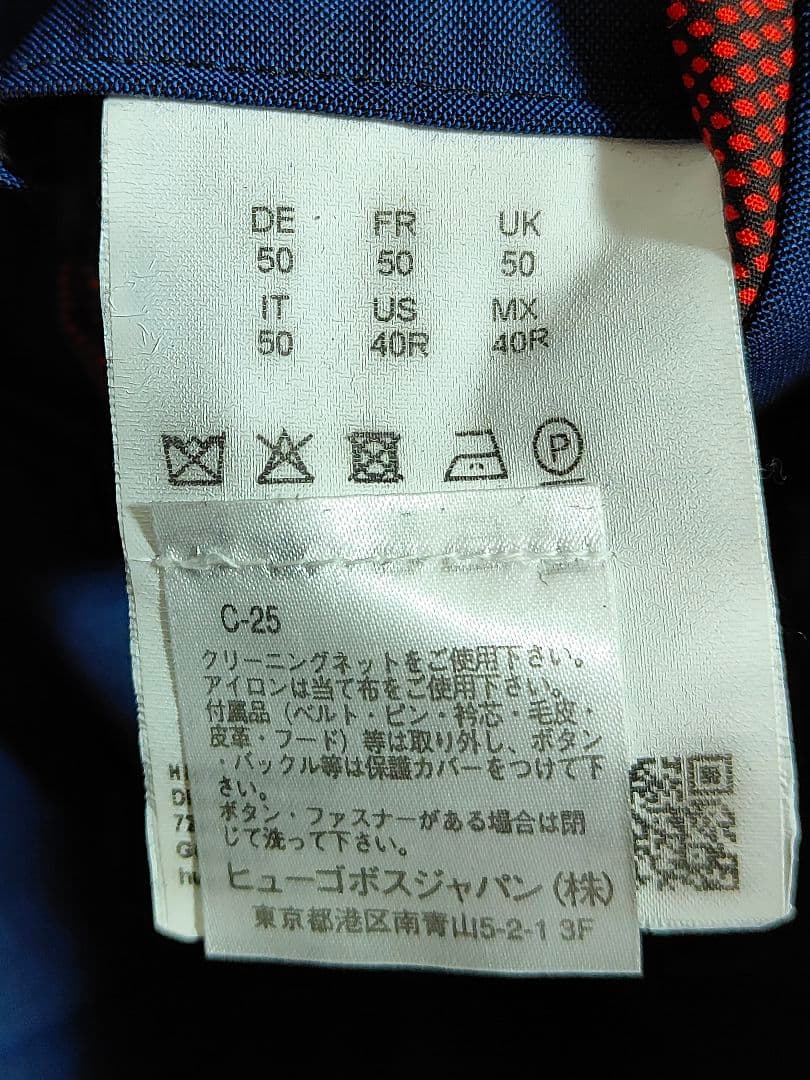 DE FR UK
50 50 50
IT US MX
50 40R 40R
P
C-25
クリーニングネットをご使用下さい。
アイロンは当て布をご使用下さい。
付属品（ベルト・ピン・衿芯・毛皮・
皮革・フード）等は取り外し、ボタン
・バックル等は保護カバーをつけて下
さい。
ボタン・ファスナーがある場合は閉
じて洗って下さい。
ヒューゴボスジャパン（株）
東京都港区南青山5-2-1 3F